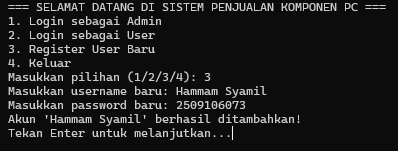 === SELAMAT DATANG DI SISTEM PENJUALAN KOMPONEN PC ===
1. Login sebagai Admin
2. Login sebagai User
3. Register User Baru
4. Keluar
Masukkan pilihan (1/2/3/4): 3
Masukkan username baru: Hammam Syamil
Masukkan password baru: 2509106073
Akun 'Hammam Syamil' berhasil ditambahkan!
Tekan Enter untuk melanjutkan...